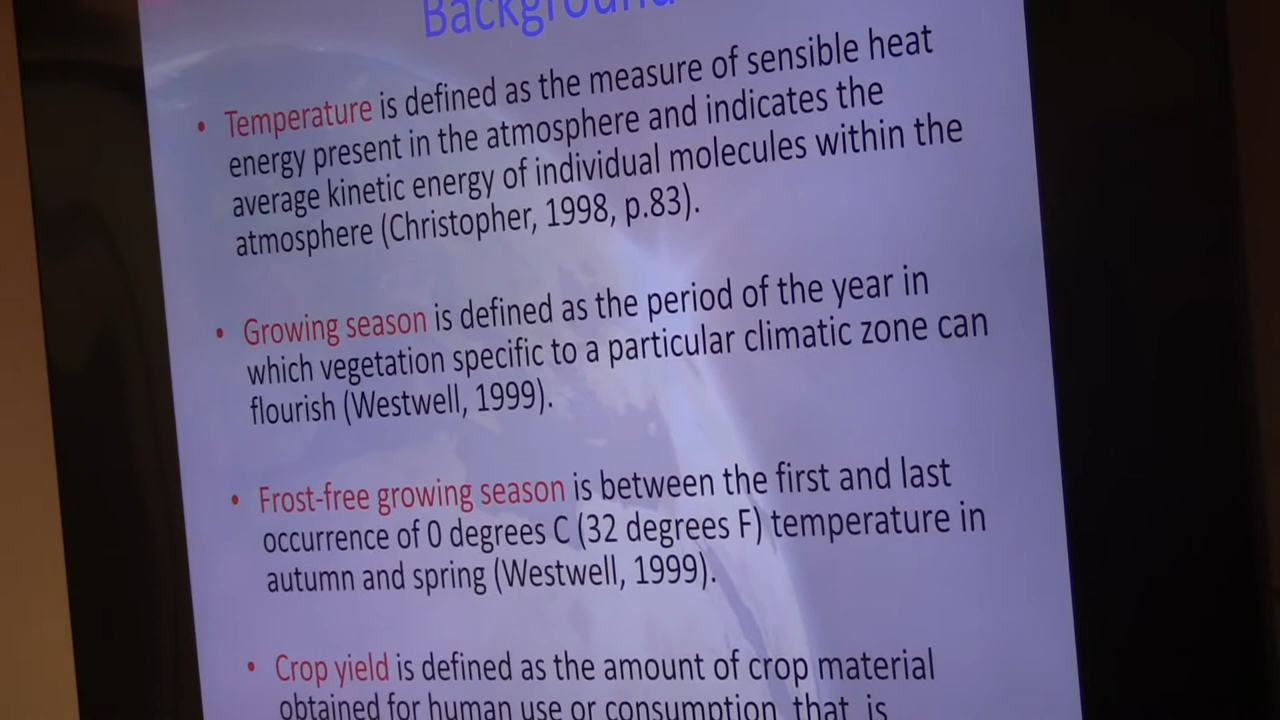 Background
• Temperature is defined as the measure of sensible heat
energy present in the atmosphere and indicates the
average kinetic energy of individual molecules within the
atmosphere (Christopher, 1998, p.83).
• Growing season is defined as the period of the year in
which vegetation specific to a particular climatic zone can
flourish (Westwell, 1999).
• Frost-free growing season is between the first and last
occurrence of 0 degrees C (32 degrees F) temperature in
autumn and spring (Westwell, 1999).
• Crop yield is defined as the amount of crop material
obtained for human use or consumption that is